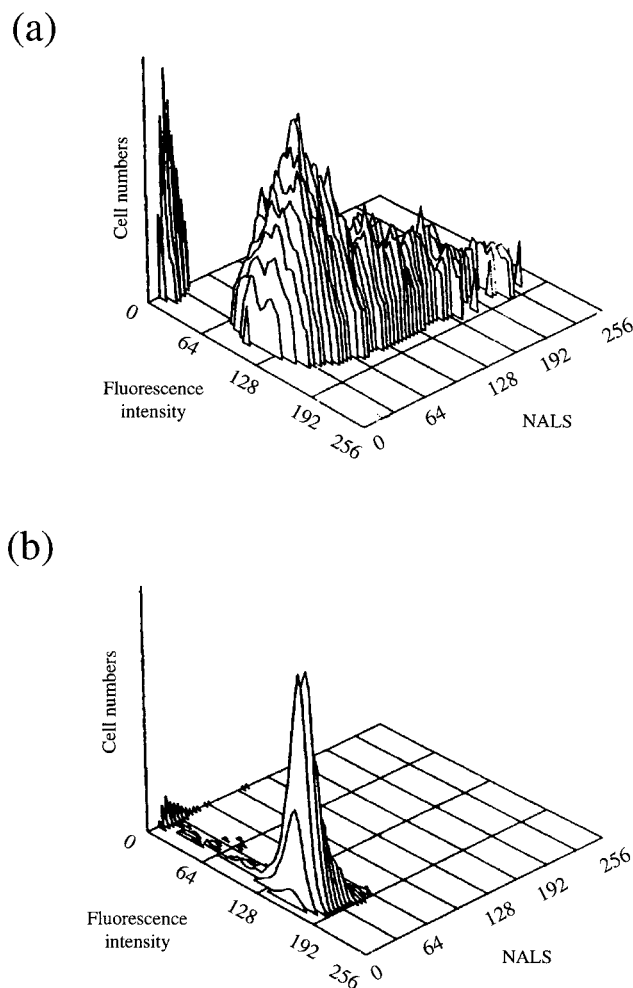 (a)
Cell numbers
0
64
128
192
256
Fluorescence
intensity
0
64
128
192
256
NALS
(b)
Cell numbers
0
64
128
192
256
Fluorescence
intensity
0
64
128
192
256
NALS